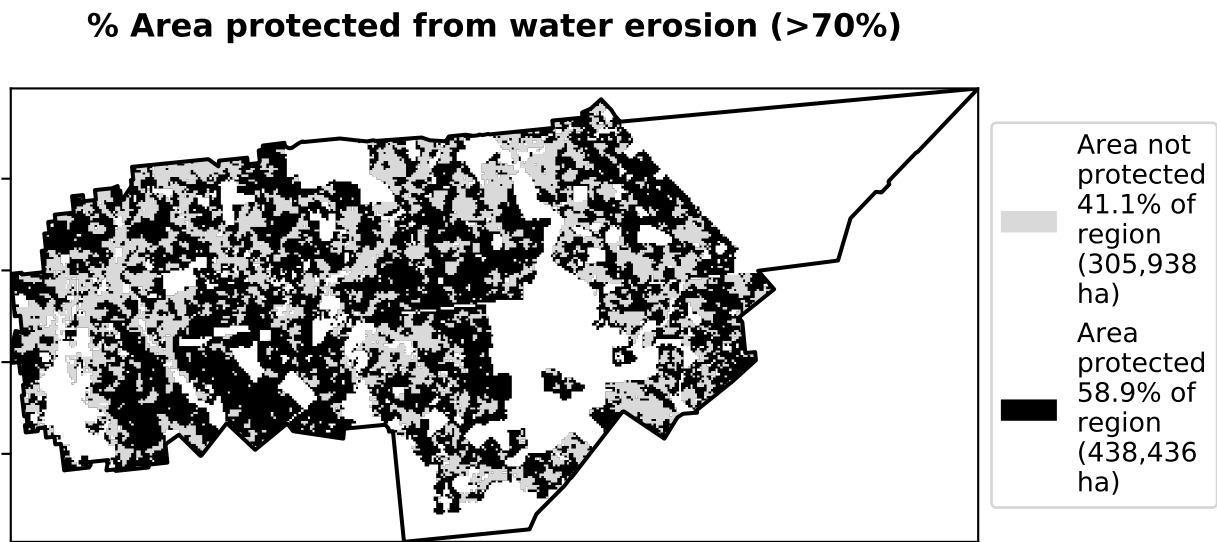 % Area protected from water erosion (>70%)
Area not
protected
41.1% of
region
(305,938
ha)
Area
protected
58.9% of
region
(438,436
ha)